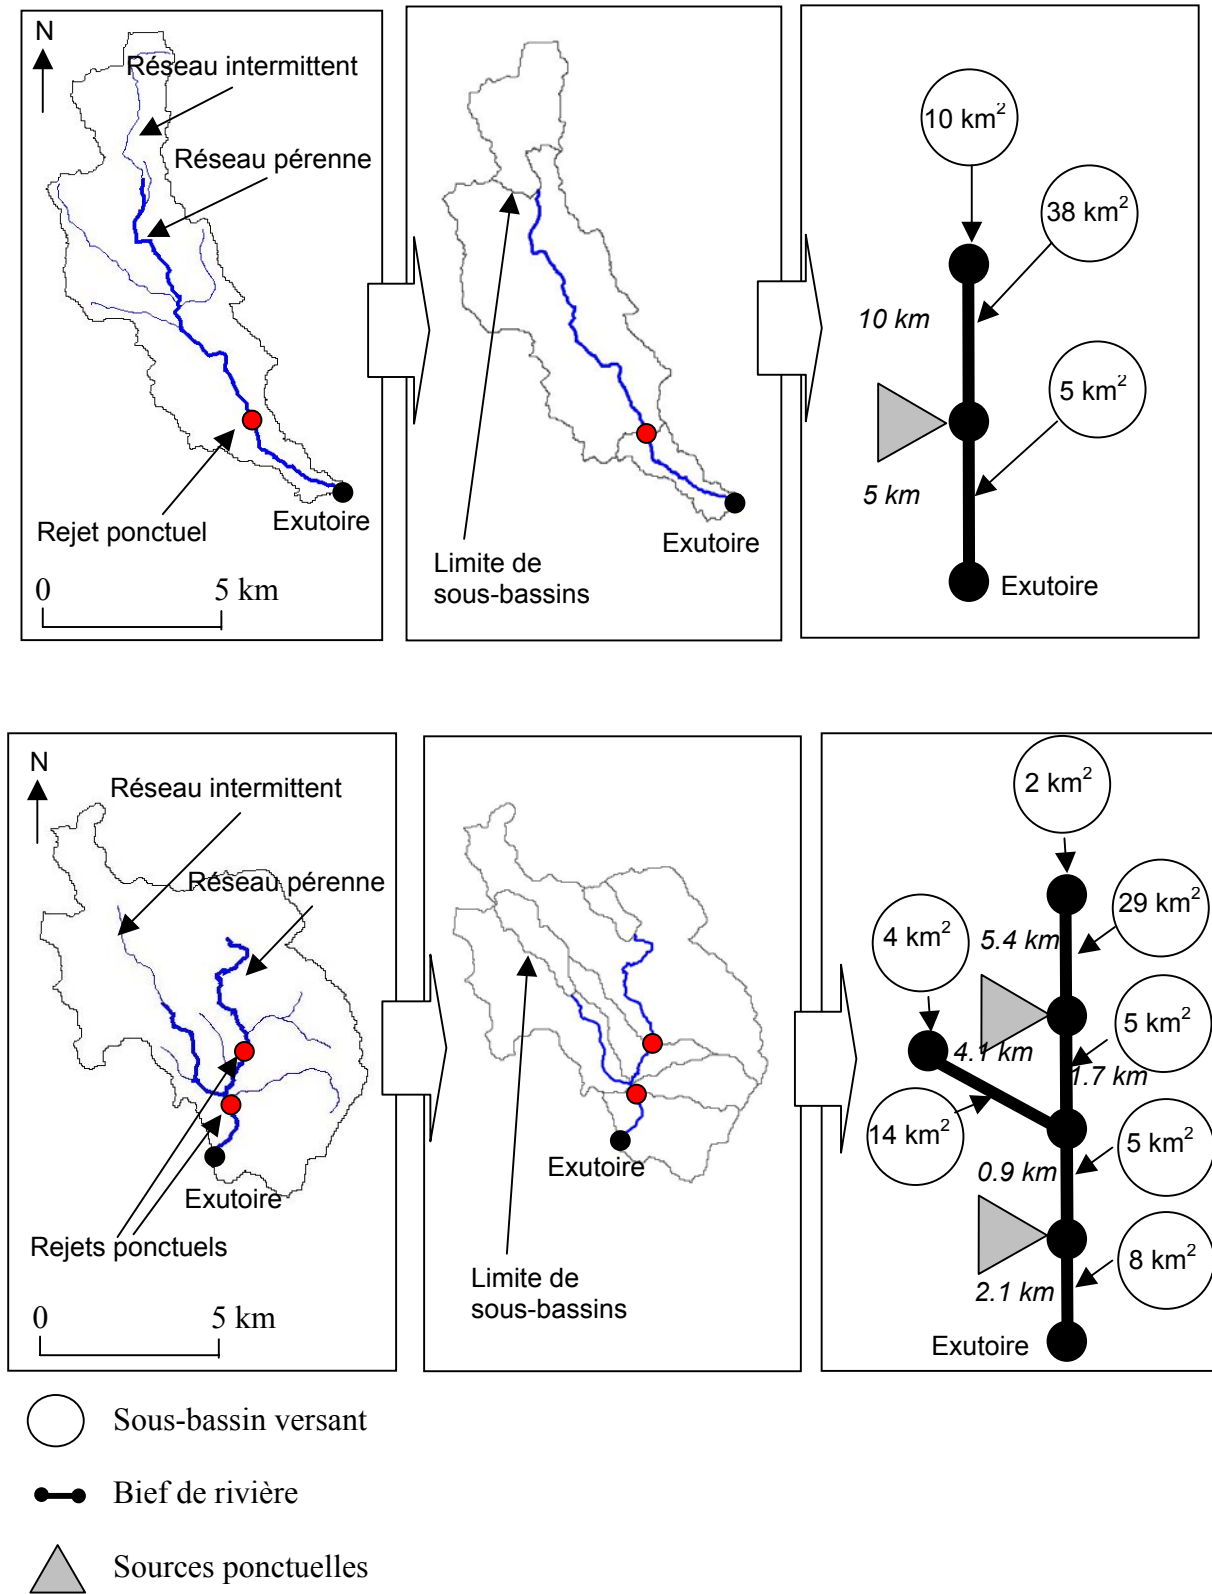 N
Réseau intermittent
Réseau pérenne
Rejet ponctuel
Exutoire
0 5 km
Limite de
sous-bassins
Exutoire
10 km²
38 km²
10 km
5 km²
5 km
Exutoire
N
Réseau intermittent
Réseau pérenne
Exutoire
Rejets ponctuels
0 5 km
Exutoire
Limite de
sous-bassins
2 km²
29 km²
4 km²
5.4 km
5 km²
4.1 km
1.7 km
14 km²
5 km²
0.9 km
8 km²
2.1 km
Exutoire
Sous-bassin versant
Bief de rivière
Sources ponctuelles